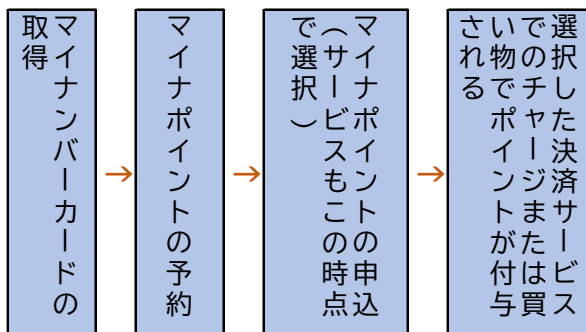 マイナンバーカードの
取得
→
マイナポイントの予約
→
マイナポイントの申込
（サービスもこの時点
で選択）
→
選択した決済サービス
でのチャージまたは買
い物でポイントが付与
される